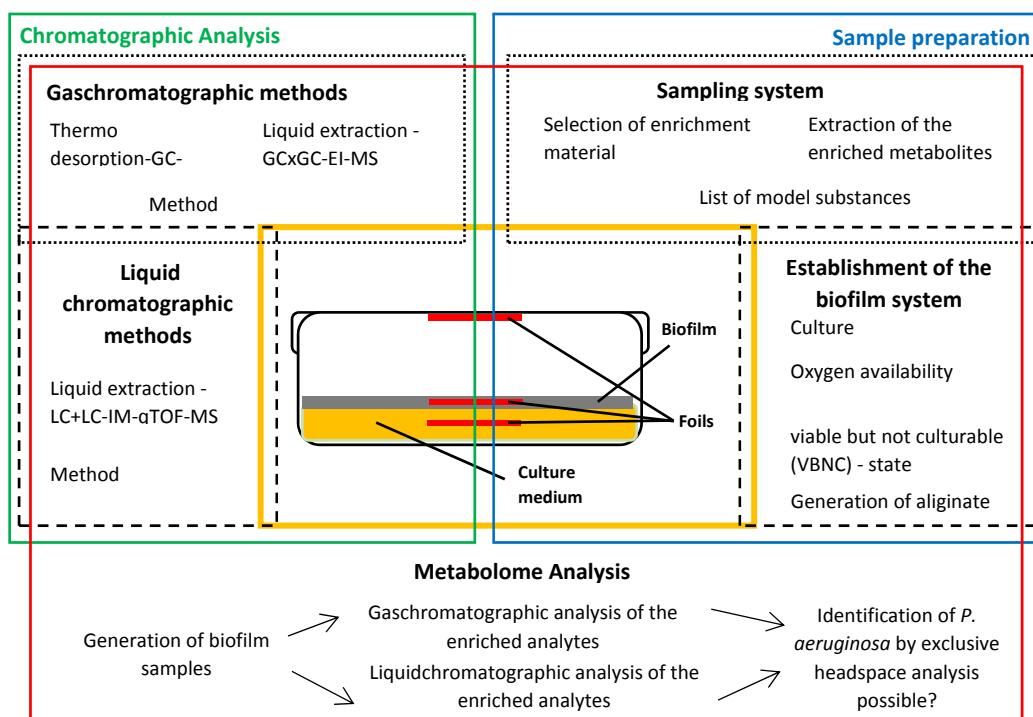 Chromatographic Analysis
Sample preparation
Gaschromatographic methods
Thermo
desorption-GC-
Liquid extraction -
GCxGC-EI-MS
Method
Sampling system
Selection of enrichment
material
Extraction of the
enriched metabolites
List of model substances
Liquid
chromatographic
methods
Liquid extraction -
LC+LC-IM-qTOF-MS
Method
Biofilm
Foils
Culture
medium
Establishment of the
biofilm system
Culture
Oxygen availability
viable but not culturable
(VBNC) - state
Generation of aliginate
Metabolome Analysis
Generation of biofilm
samples
Gaschromatographic analysis of the
enriched analytes
Liquidchromatographic analysis of the
enriched analytes
Identification of P.
aeruginosa by exclusive
headspace analysis
possible?